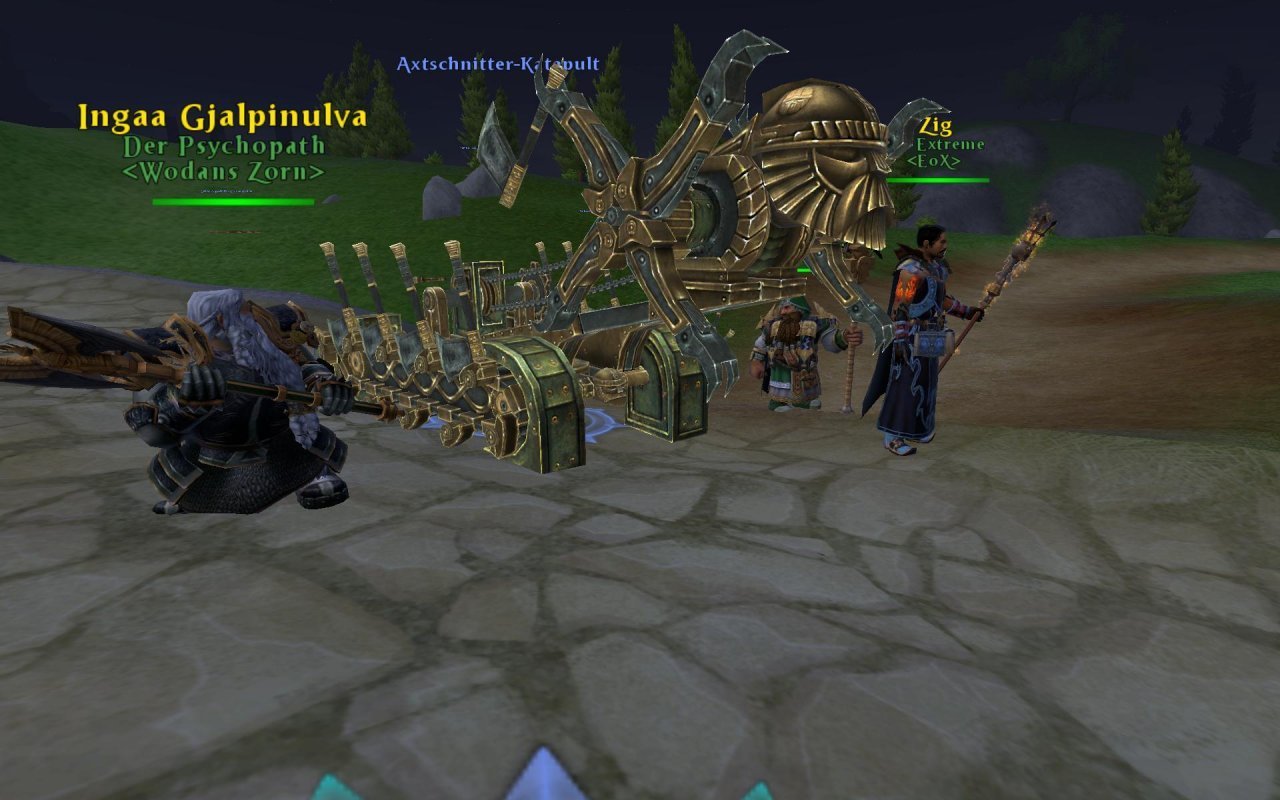 Axtschnitter-Katapult
Ingaa Gjalpinulva
Der Psychopath
<Wodans Zorn>
Zig
Extreme
<EoX>